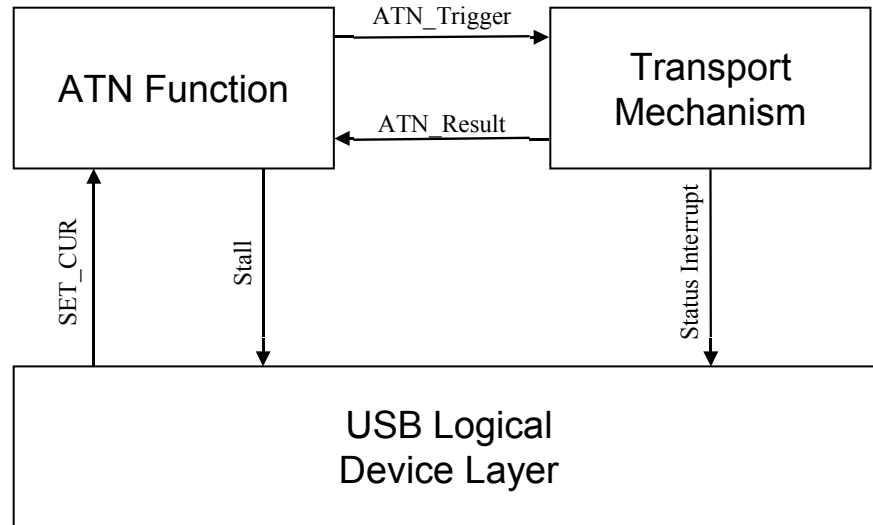 ATN_Trigger
ATN Function
Transport
Mechanism
ATN_Result
SET_CUR
Stall
Status Interrupt
USB Logical
Device Layer